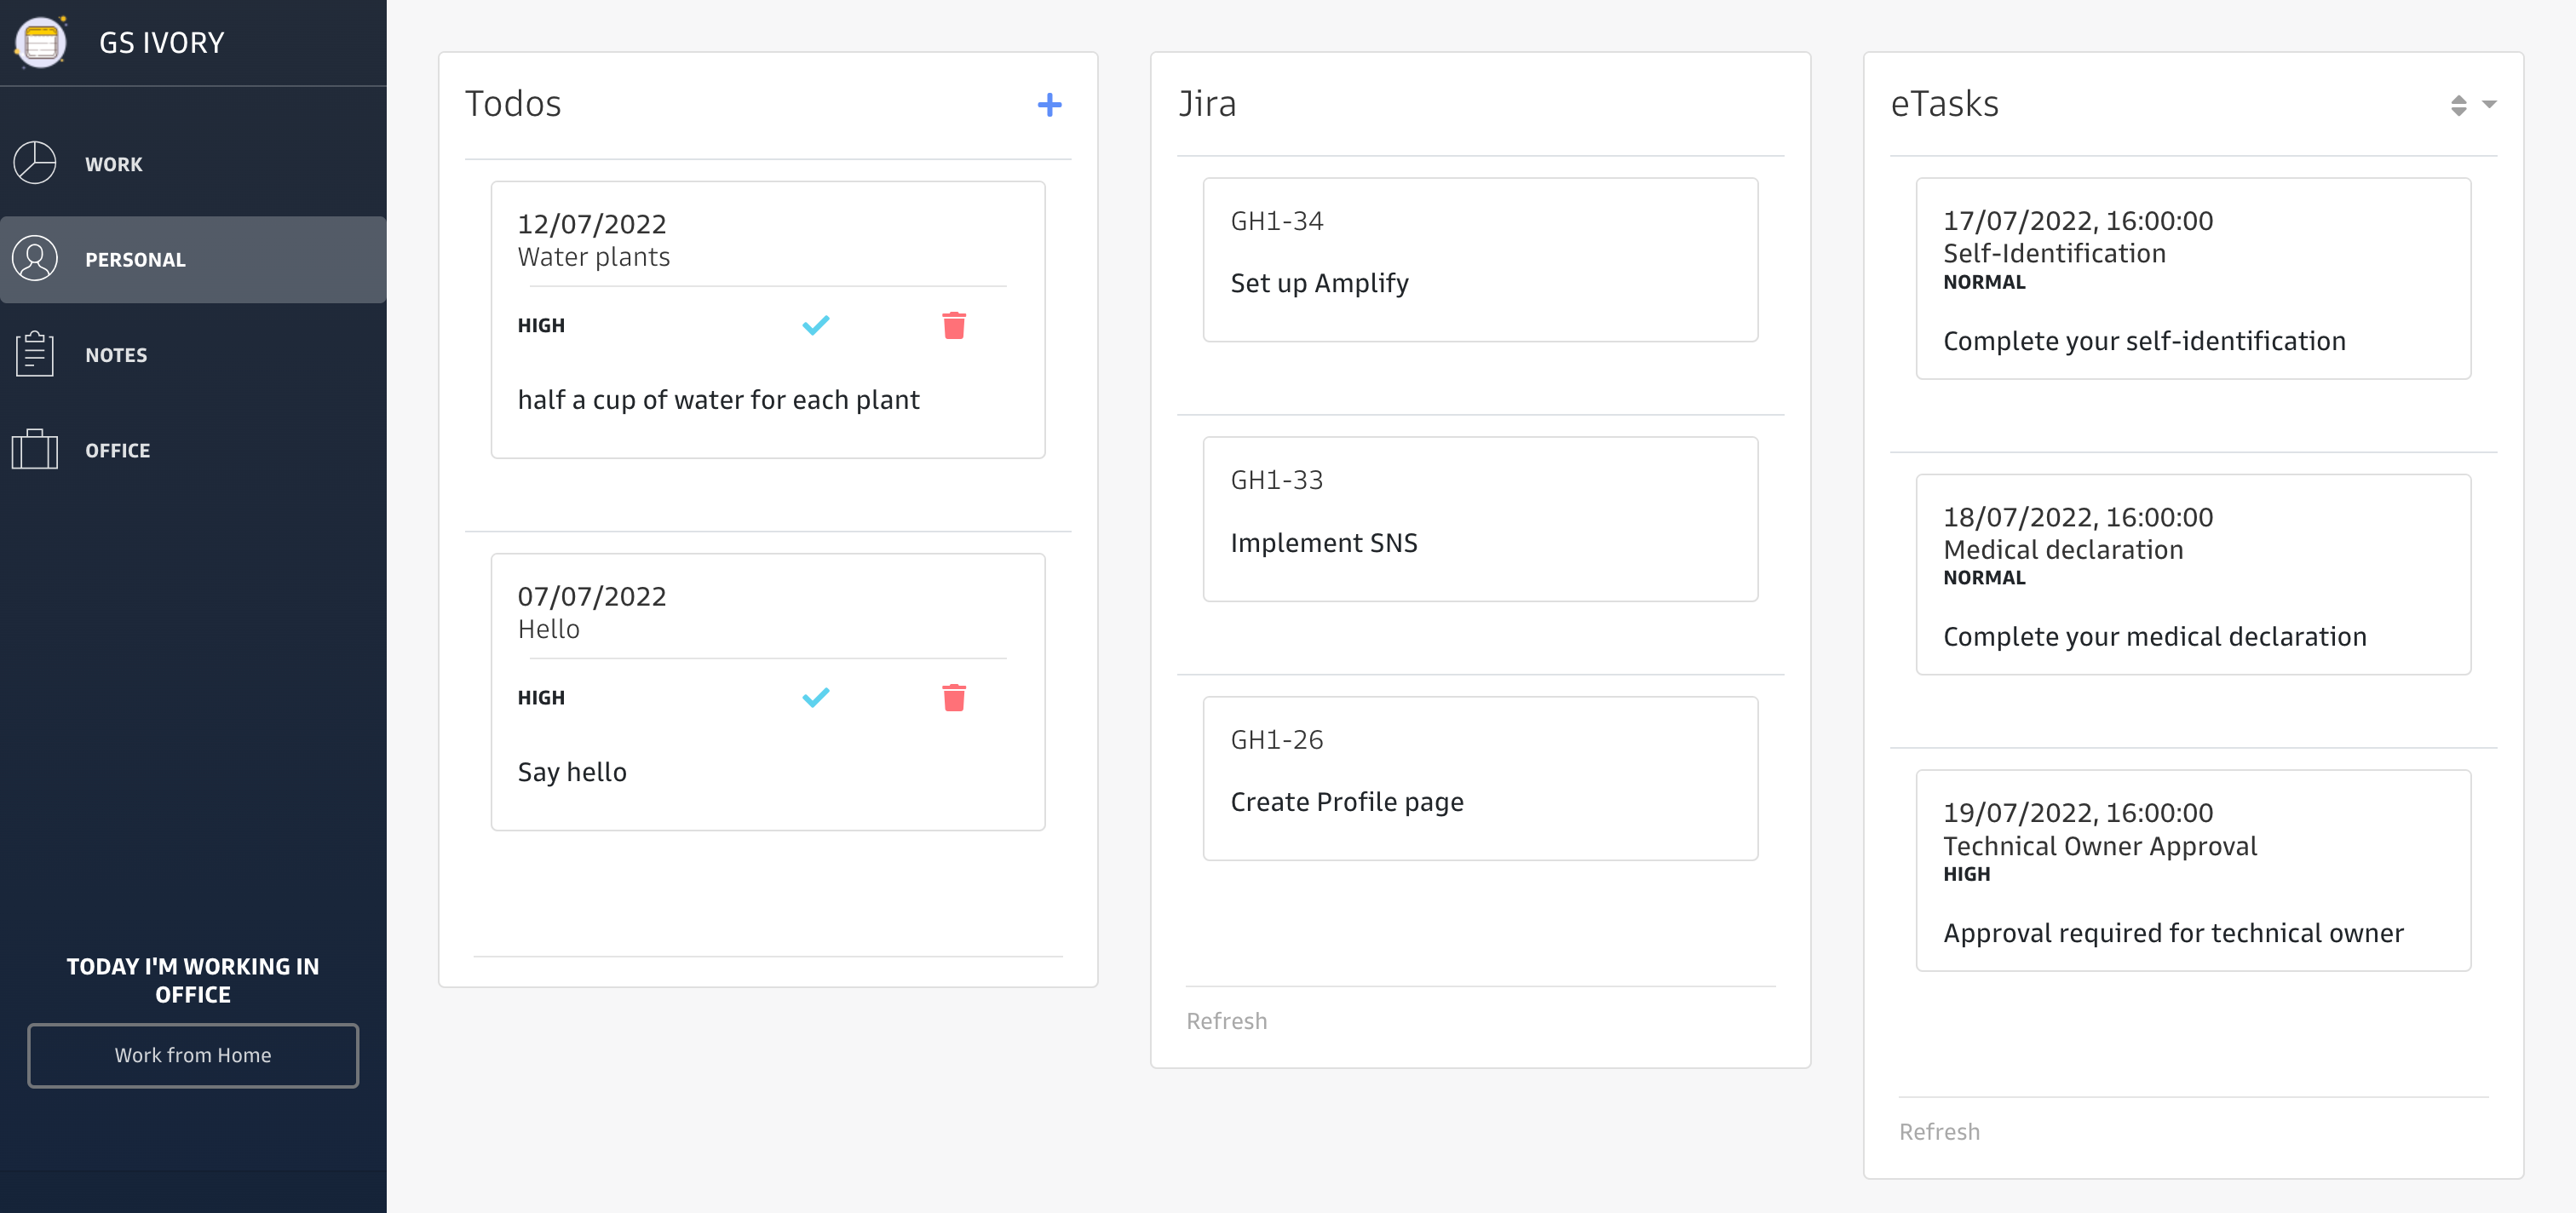 GS IVORY
WORK
PERSONAL
NOTES
OFFICE
TODAY I'M WORKING IN
OFFICE
Work from Home
Todos
12/07/2022
Water plants
HIGH
half a cup of water for each plant
07/07/2022
Hello
HIGH
Say hello
Jira
GH1-34
Set up Amplify
GH1-33
Implement SNS
GH1-26
Create Profile page
Refresh
eTasks
17/07/2022, 16:00:00
Self-Identification
NORMAL
Complete your self-identification
18/07/2022, 16:00:00
Medical declaration
NORMAL
Complete your medical declaration
19/07/2022, 16:00:00
Technical Owner Approval
HIGH
Approval required for technical owner
Refresh